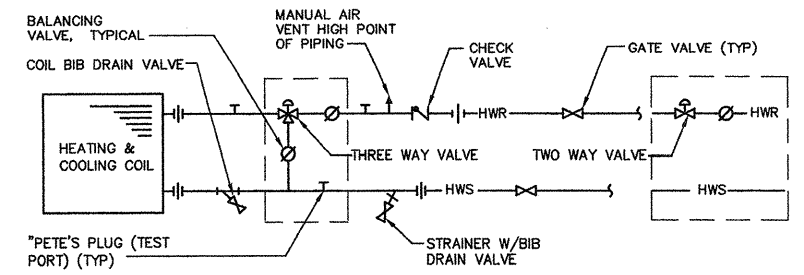 BALANCING
VALVE, TYPICAL
COIL BIB DRAIN VALVE
MANUAL AIR
VENT HIGH POINT
OF PIPING
CHECK
VALVE
GATE VALVE (TYP)
HWR
HWR
HEATING &
COOLING COIL
THREE WAY VALVE
TWO WAY VALVE
HWS
HWS
"PETE'S PLUG (TEST
PORT) (TYP)
STRAINER W/BIB
DRAIN VALVE